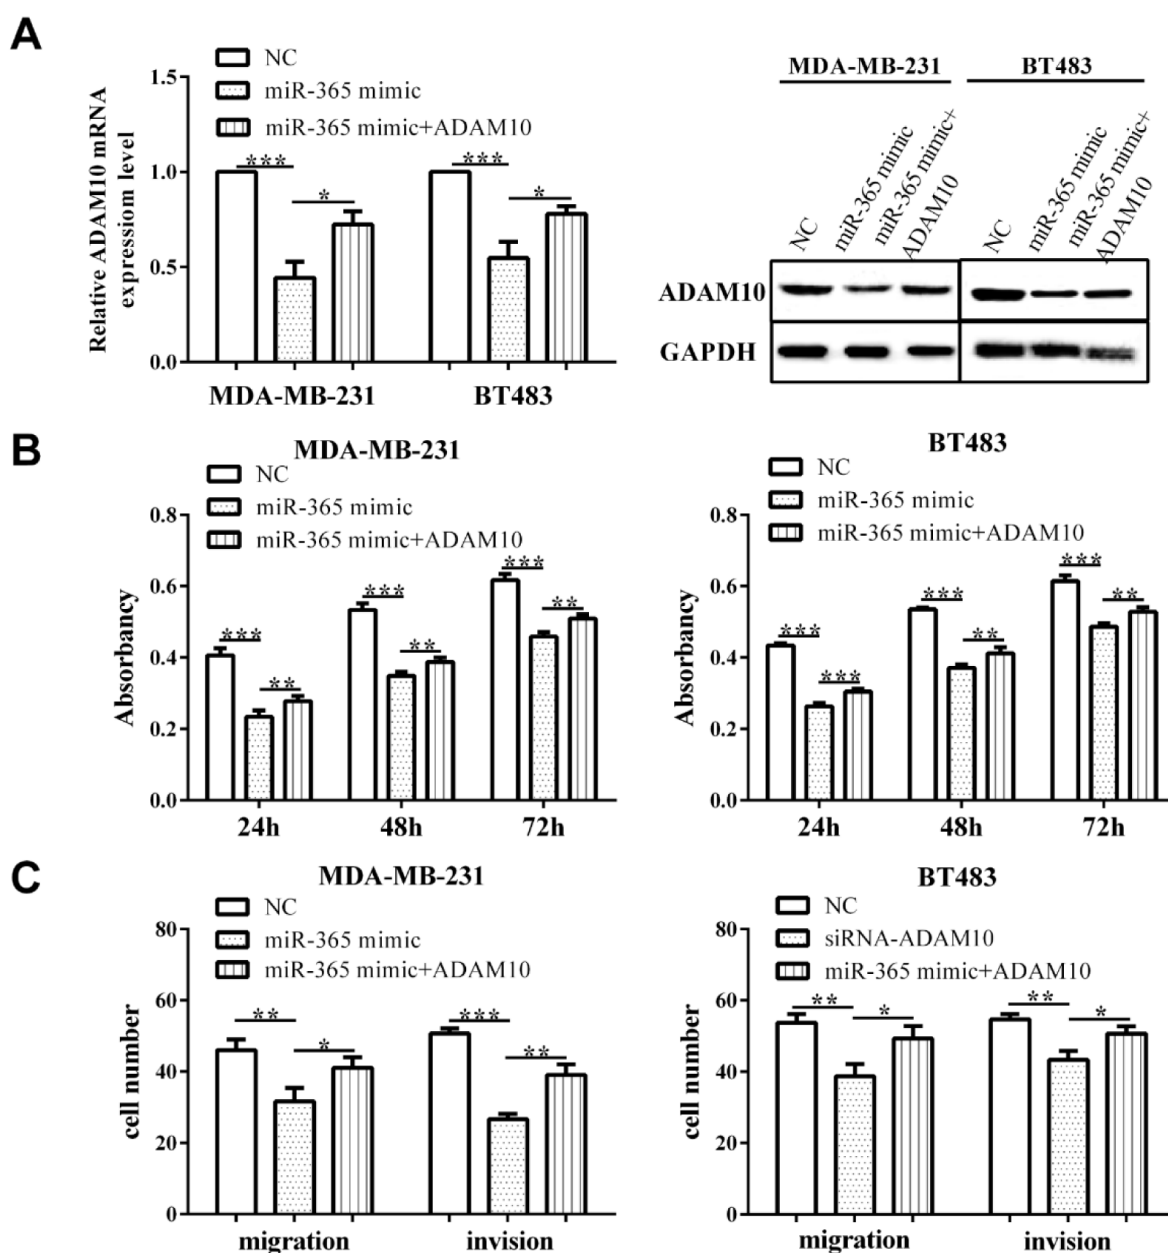 A
NC
miR-365 mimic
miR-365 mimic+ADAM10
Relative ADAM10 mRNA
expressiom level
1.5
1.0
0.5
0.0
***
*
***
*
MDA-MB-231
BT483
MDA-MB-231
BT483
NC
miR-365 mimic
miR-365 mimic+
ADAM10
NC
miR-365 mimic
miR-365 mimic+
ADAM10
ADAM10
GAPDH
B
MDA-MB-231
NC
miR-365 mimic
miR-365 mimic+ADAM10
Absorbancy
0.8
0.6
0.4
0.2
0.0
***
**
***
**
***
**
24h
48h
72h
BT483
NC
miR-365 mimic
miR-365 mimic+ADAM10
Absorbancy
0.8
0.6
0.4
0.2
0.0
***
***
***
**
***
**
24h
48h
72h
C
MDA-MB-231
NC
miR-365 mimic
miR-365 mimic+ADAM10
cell number
80
60
40
20
0
**
*
***
**
migration
invision
BT483
NC
siRNA-ADAM10
miR-365 mimic+ADAM10
cell number
80
60
40
20
0
**
*
**
*
migration
invision